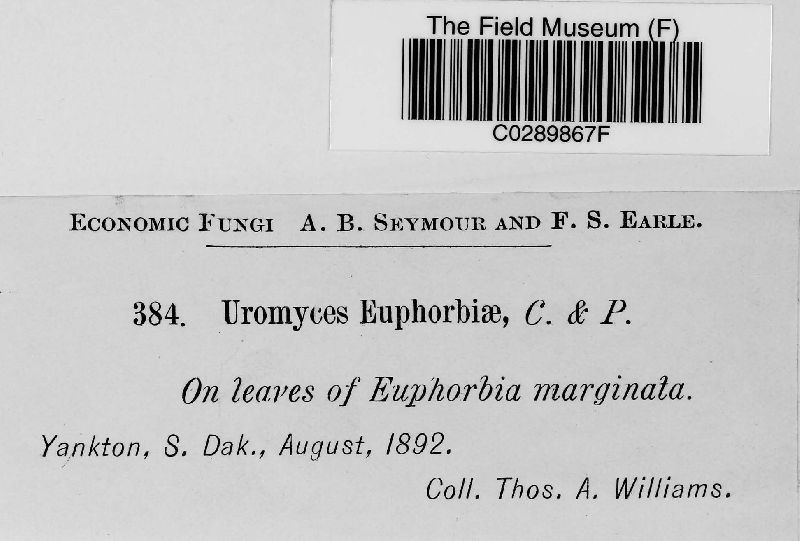 The Field Museum (F)
C0289867F
Economic Fungi A. B. Seymour and F. S. Earle.
384. Uromyces Euphorbiæ, C. & P.
On leaves of Euphorbia marginata.
Yankton, S. Dak., August, 1892.
Coll. Thos. A. Williams.